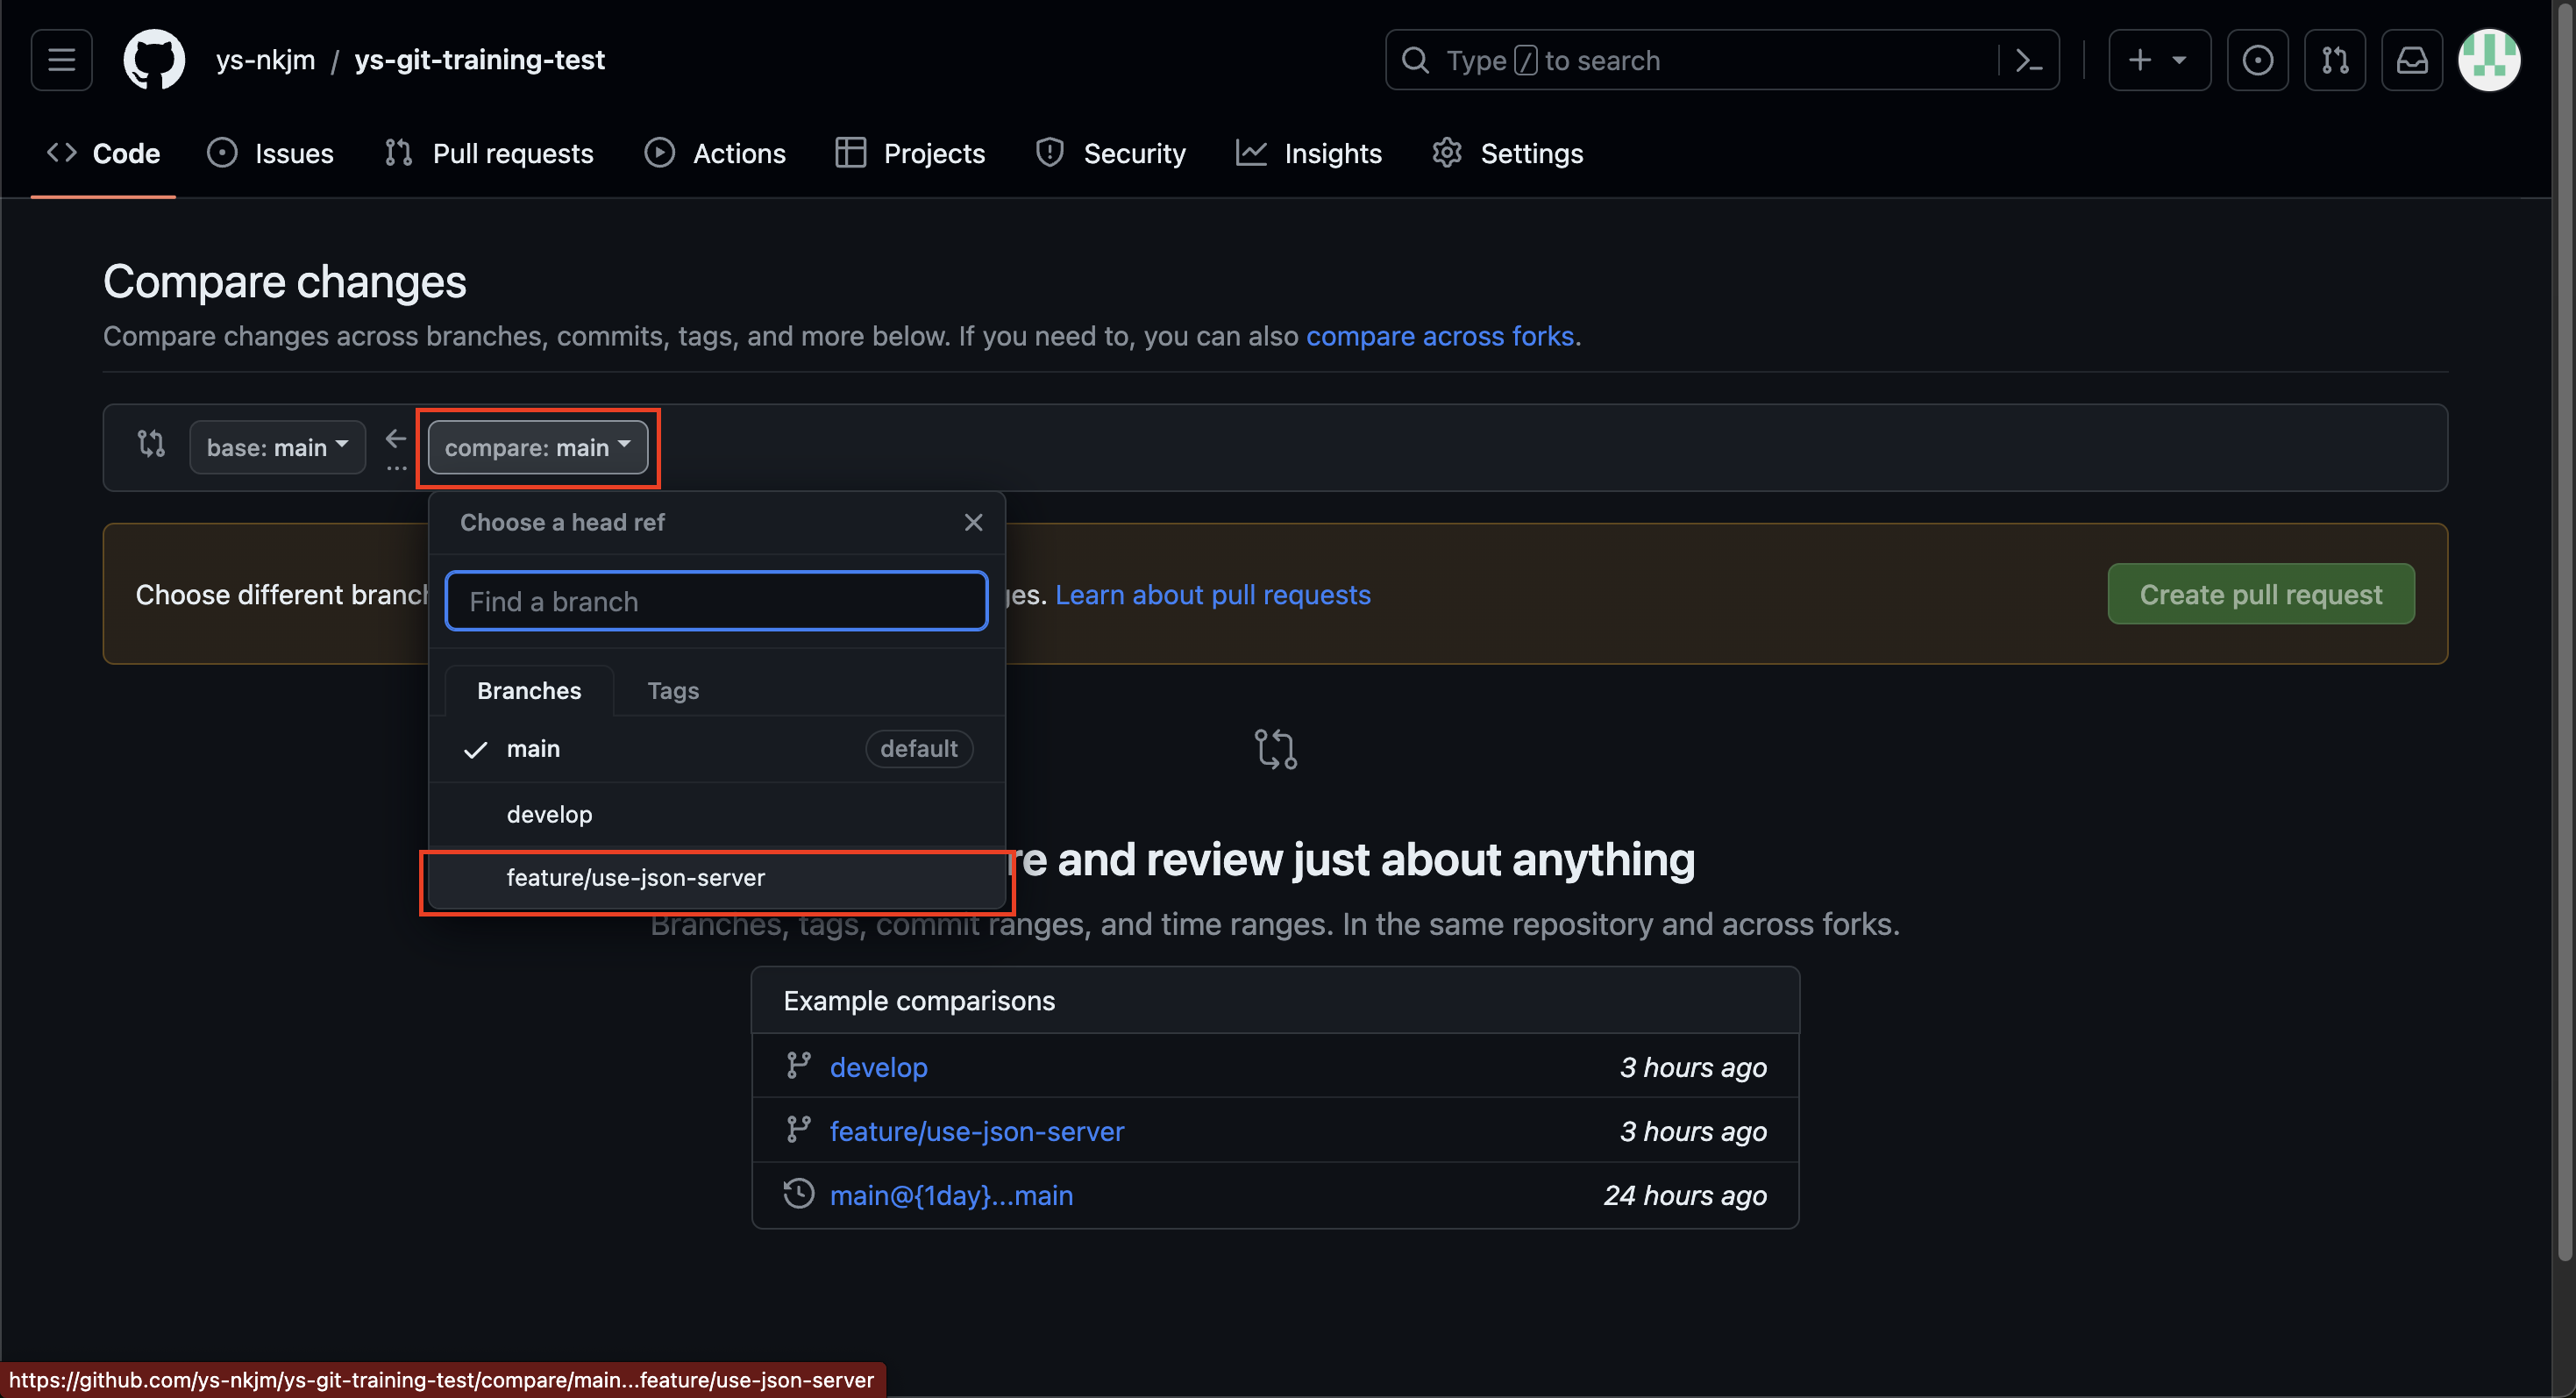 ys-nkjm / ys-git-training-test
Type / to search
Code Issues Pull requests Actions Projects Security Insights Settings
Compare changes
Compare changes across branches, commits, tags, and more below. If you need to, you can also compare across forks.
base: main ... compare: main
Choose a head ref
Find a branch
Choose different branch
es. Learn about pull requests
Create pull request
Branches Tags
main default
develop
feature/use-json-server
re and review just about anything
Branches, tags, commit ranges, and time ranges. In the same repository and across forks.
Example comparisons
develop 3 hours ago
feature/use-json-server 3 hours ago
main@{1day}...main 24 hours ago
https://github.com/ys-nkjm/ys-git-training-test/compare/main...feature/use-json-server